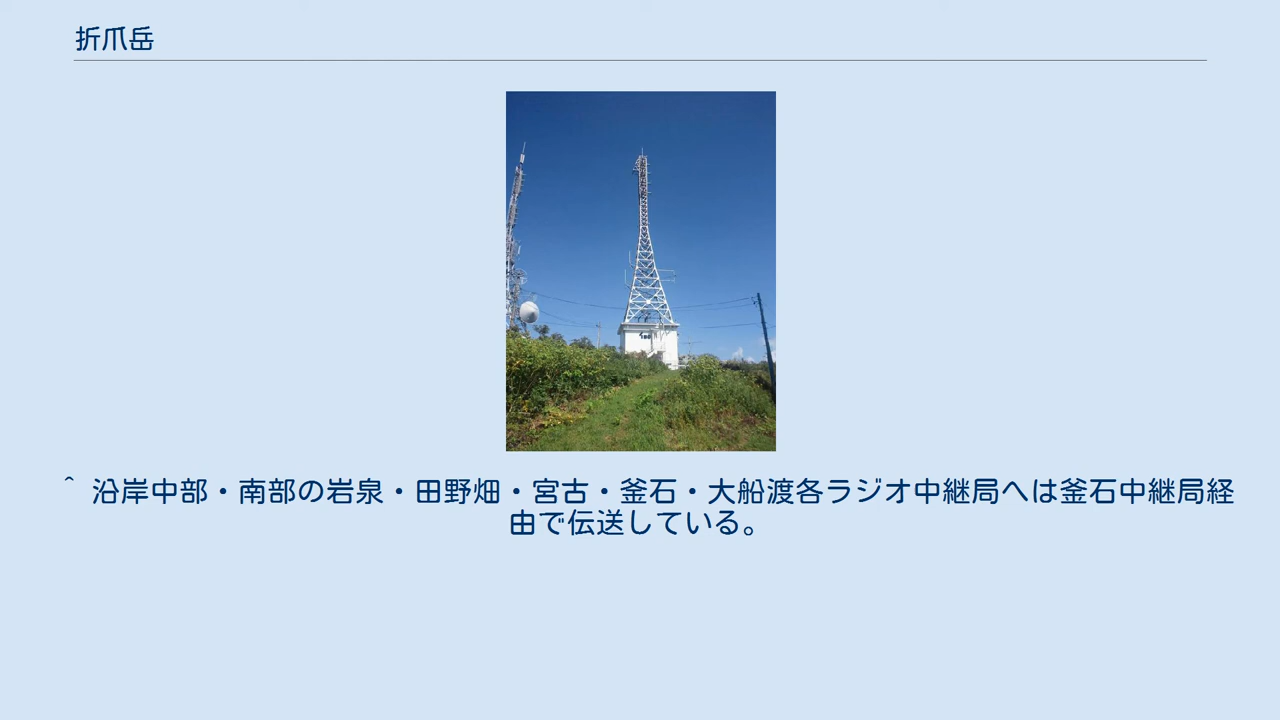 折爪岳
^ 沿岸中部・南部の岩泉・田野畑・宮古・釜石・大船渡各ラジオ中継局へは釜石中継局経
由で伝送している。